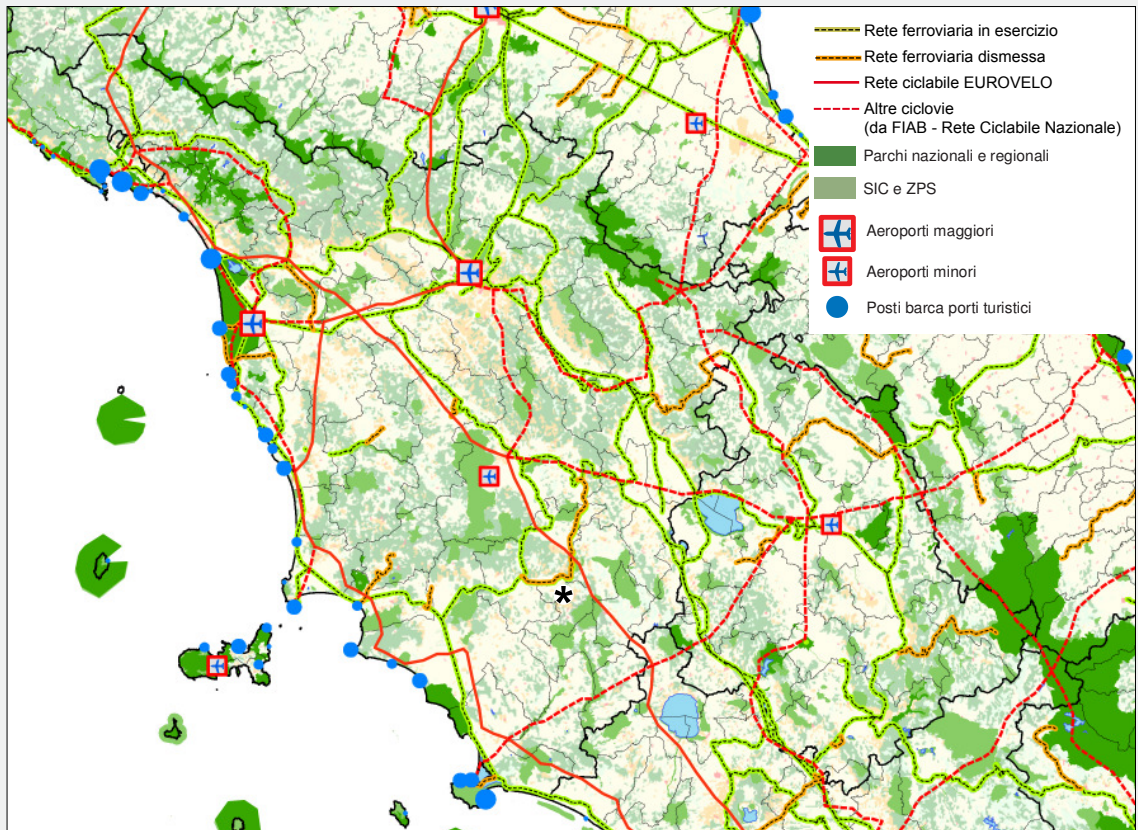 Rete ferroviaria in esercizio
Rete ferroviaria dismessa
Rete ciclabile EUROVELO
Altre ciclovie
(da FIAB - Rete Ciclabile Nazionale)
Parchi nazionali e regionali
SIC e ZPS
Aeroporti maggiori
Aeroporti minori
Posti barca porti turistici
*